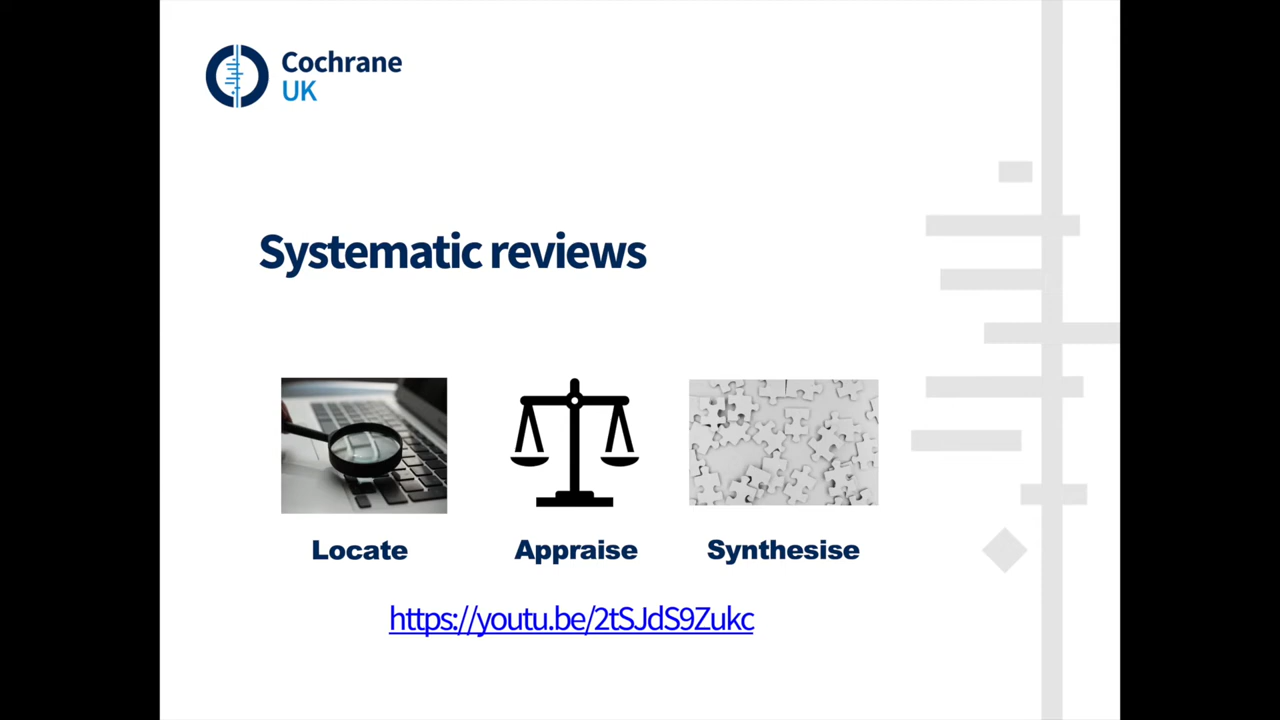 Cochrane
UK
Systematic reviews
Locate
Appraise
Synthesise
https://youtu.be/2tSJdS9Zukc